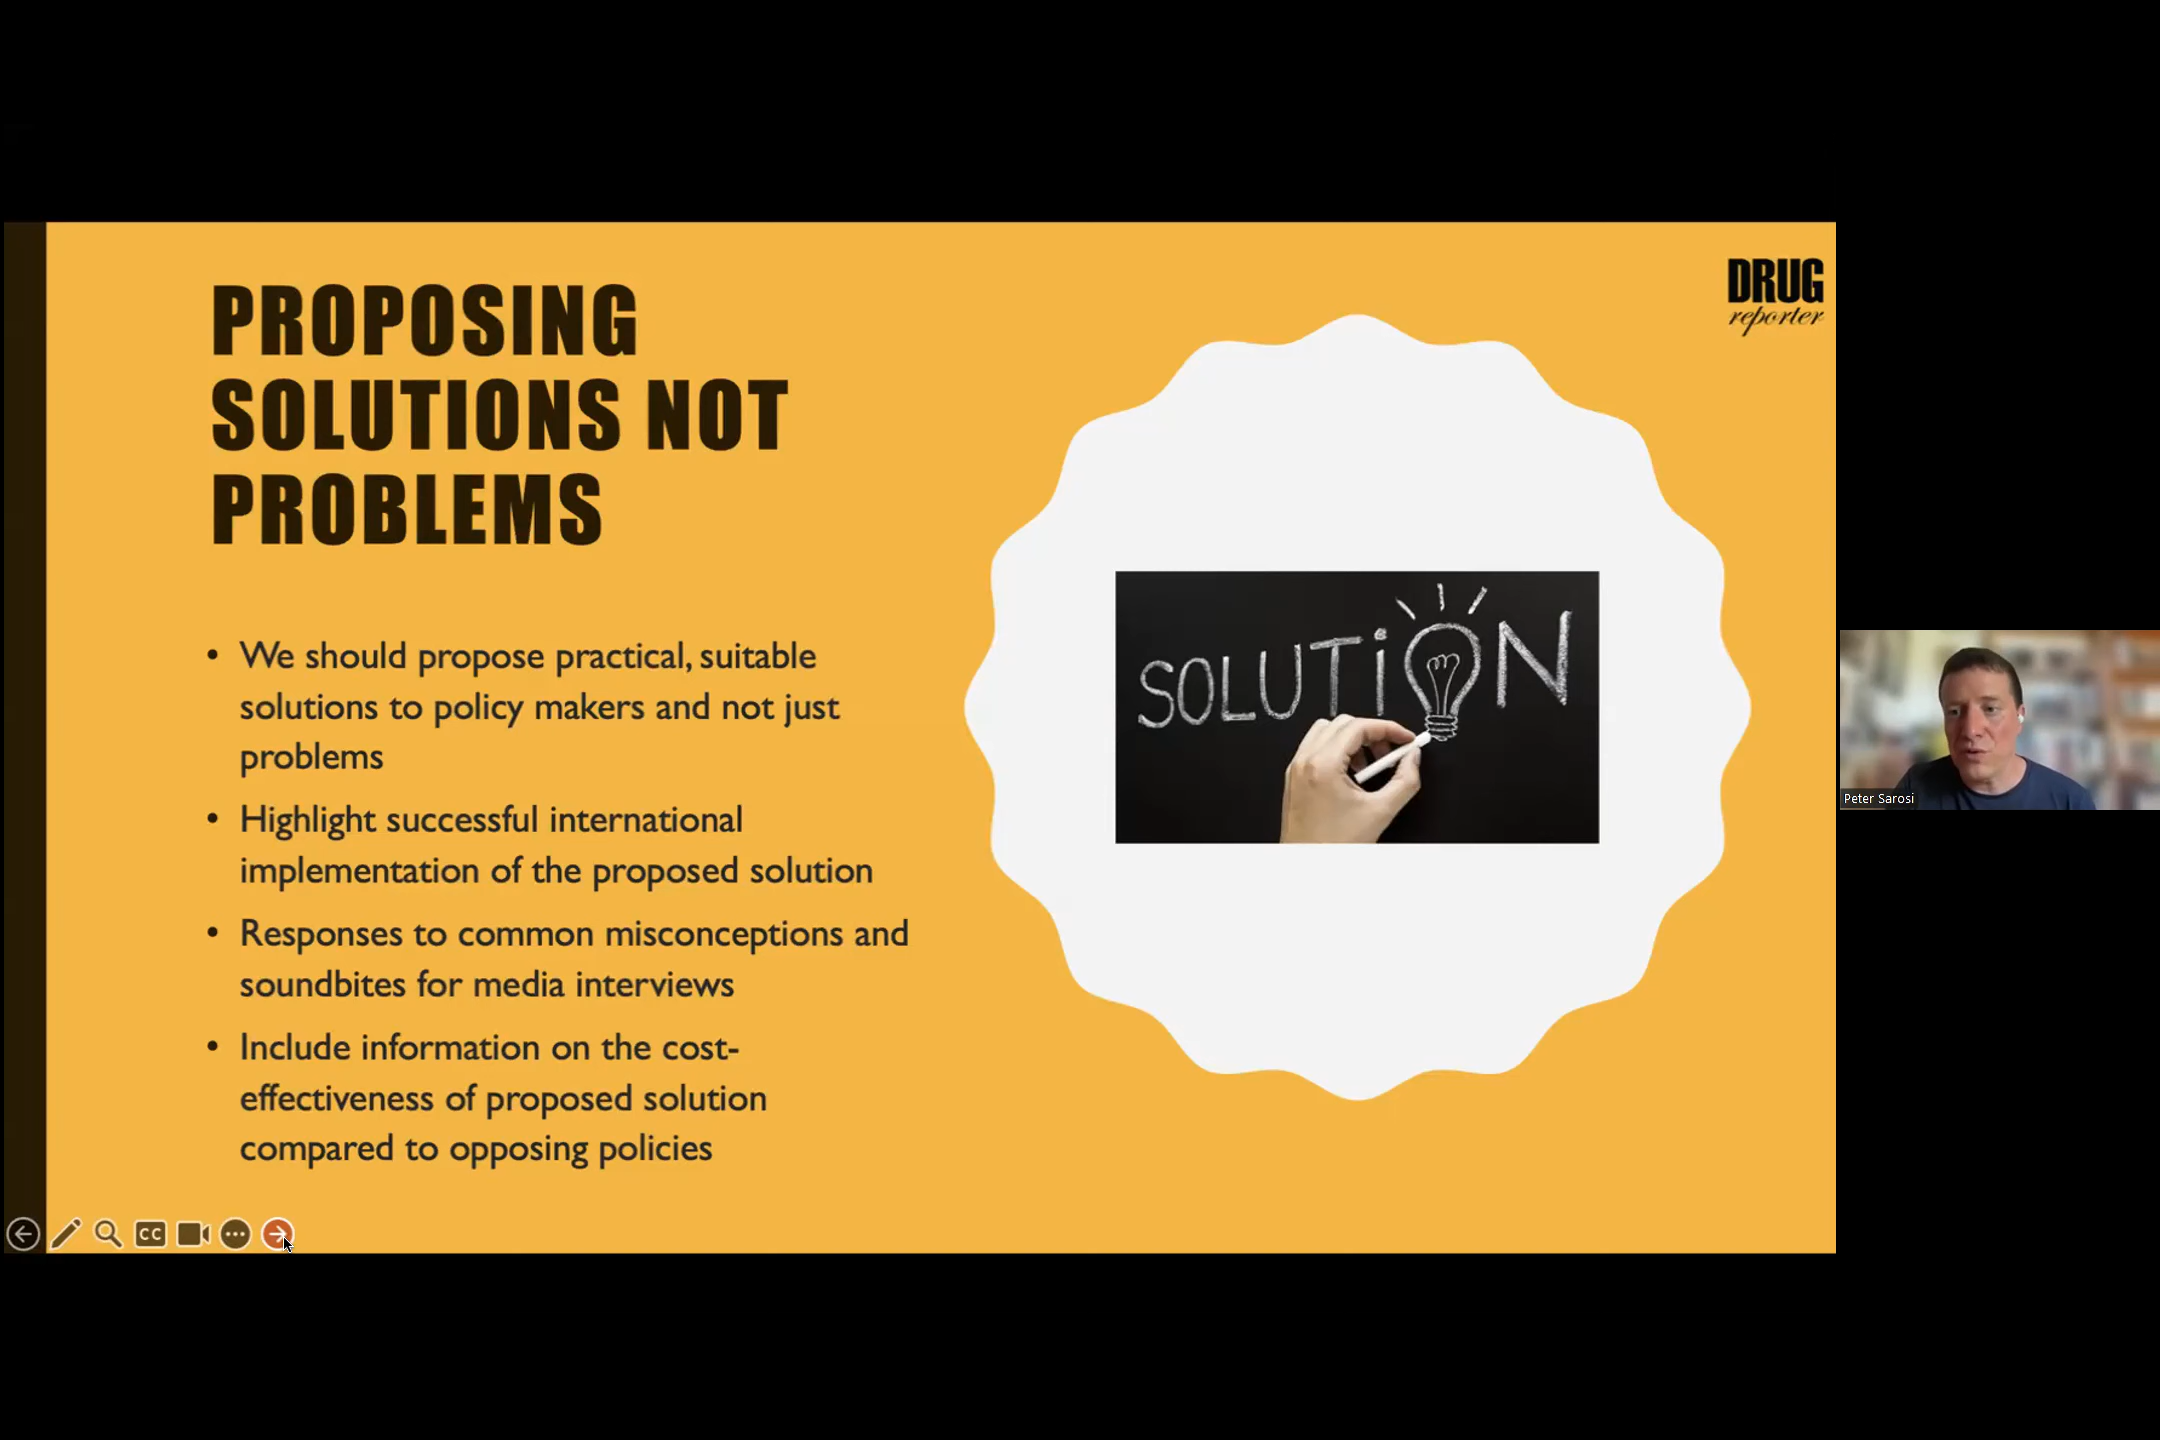 PROPOSING
SOLUTIONS NOT
PROBLEMS
• We should propose practical, suitable
solutions to policy makers and not just
problems
• Highlight successful international
implementation of the proposed solution
• Responses to common misconceptions and
soundbites for media interviews
• Include information on the cost-
effectiveness of proposed solution
compared to opposing policies
DRUG
reporter
SOLUTiON
CC
Peter Sarosi